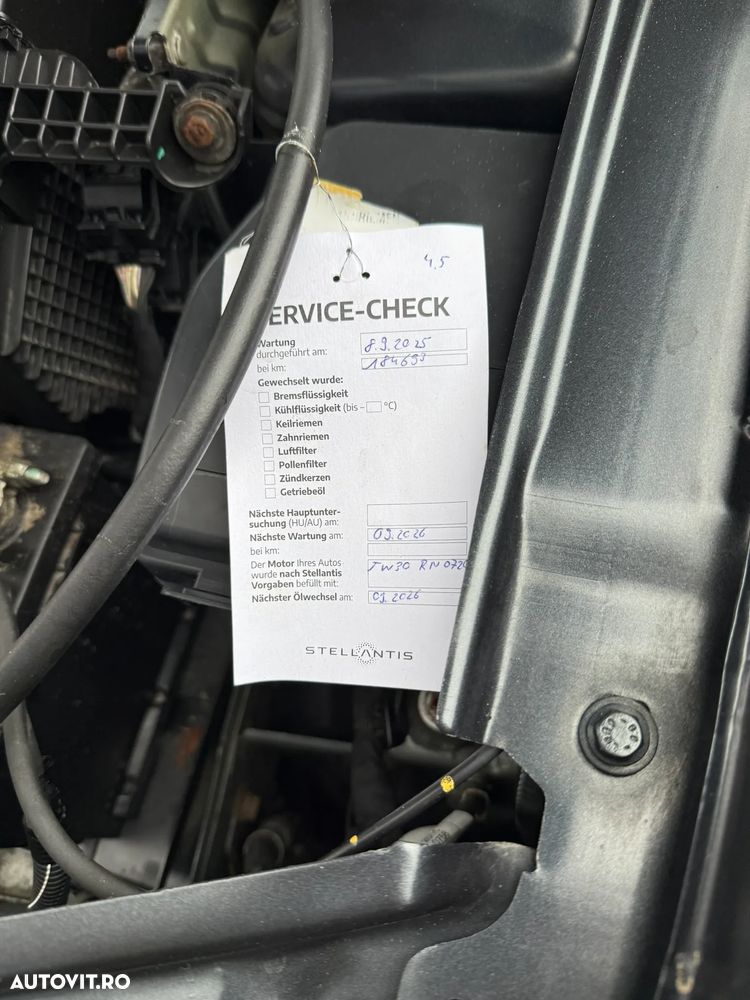 4,5
ERVICE-CHECK
Wartung
durchgeführt am: 8.9.2025
bei km: 184693
Gewechselt wurde:
Bremsflüssigkeit
Kühlflüssigkeit (bis – °C)
Keilriemen
Zahnriemen
Luftfilter
Pollenfilter
Zündkerzen
Getriebeöl
Nächste Hauptunter-
suchung (HU/AU) am:
Nächste Wartung am: 09.2026
bei km:
Der Motor Ihres Autos
wurde nach Stellantis
Vorgaben befüllt mit:
Nächster Ölwechsel am: 09.2026
STELLANTIS
AUTOVIT.RO